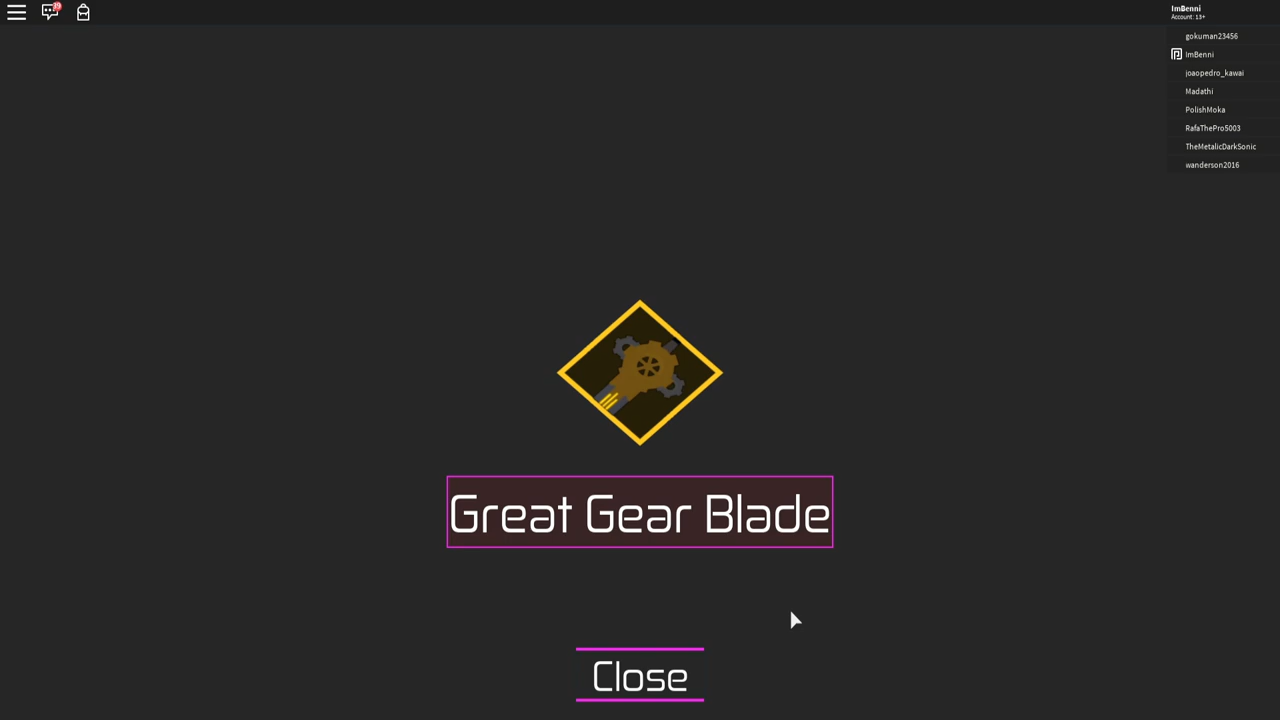 ImBenni
Account: 13+
gokuman23456
ImBenni
joaopedro_kawai
Madathi
PolishMoka
RafaThePro5003
TheMetalicDarkSonic
wanderson2016
Great Gear Blade
Close